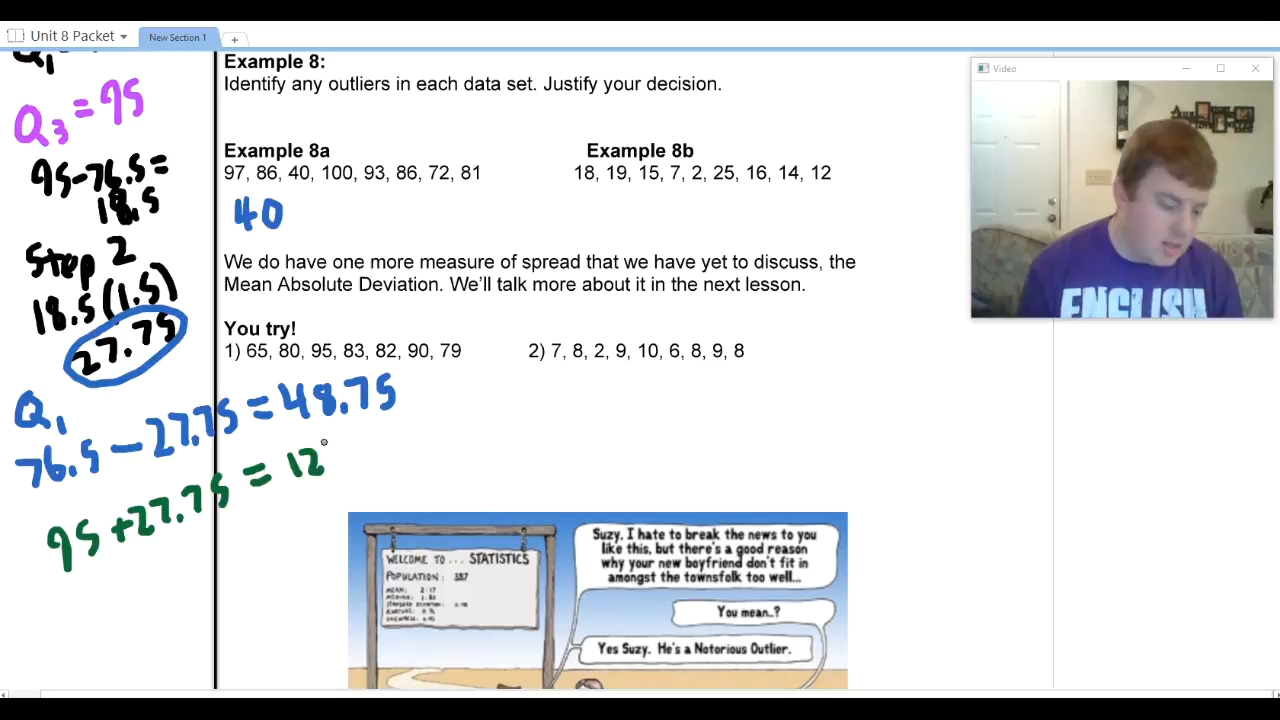 Unit 8 Packet
New Section 1
Video
Q3 = 95
95-76.5=
18.5
Step 2
18.5(1.5)
27.75
Q1
76.5 - 27.75 = 48.75
95 + 27.75 = 12
Example 8:
Identify any outliers in each data set. Justify your decision.
Example 8a
97, 86, 40, 100, 93, 86, 72, 81
40
Example 8b
18, 19, 15, 7, 2, 25, 16, 14, 12
We do have one more measure of spread that we have yet to discuss, the
Mean Absolute Deviation. We'll talk more about it in the next lesson.
You try!
1) 65, 80, 95, 83, 82, 90, 79
2) 7, 8, 2, 9, 10, 6, 8, 9, 8
WELCOME TO ... STATISTICS
POPULATION:
Suzy, I hate to break the news to you
like this, but there's a good reason
why your new boyfriend don't fit in
amongst the townsfolk too well...
You mean..?
Yes Suzy. He's a Notorious Outlier.
ENGLISH